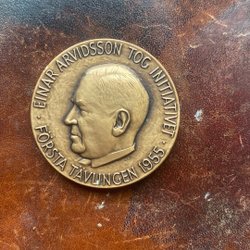 EINAR ARVIDSSON TOG INITIATIVET
FÖRSTA TÄVLINGEN 1955